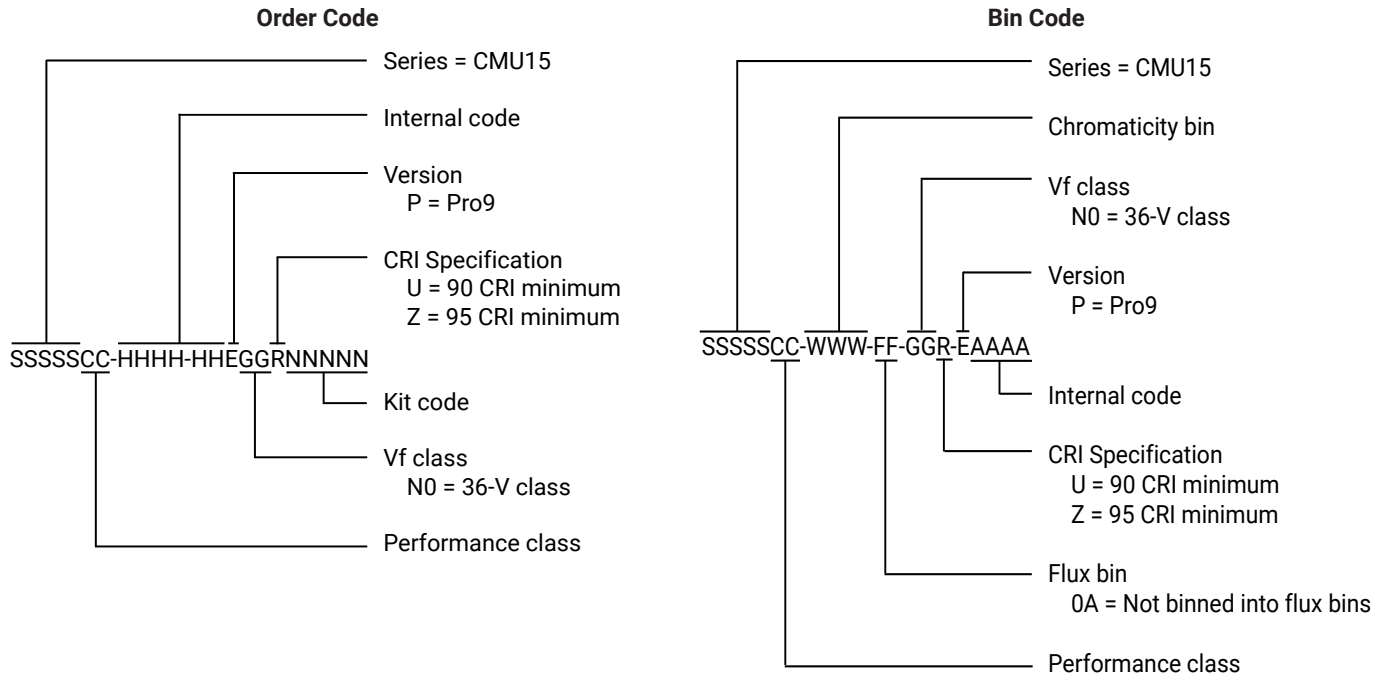 Order Code
Series = CMU15
Internal code
Version
P = Pro9
CRI Specification
U = 90 CRI minimum
Z = 95 CRI minimum
SSSSSCC-HHHH-HHEGGRNNNNN
Kit code
Vf class
N0 = 36-V class
Performance class
Bin Code
Series = CMU15
Chromaticity bin
Vf class
N0 = 36-V class
Version
P = Pro9
SSSSSCC-WWW-FF-GGR-EAAAA
Internal code
CRI Specification
U = 90 CRI minimum
Z = 95 CRI minimum
Flux bin
0A = Not binned into flux bins
Performance class